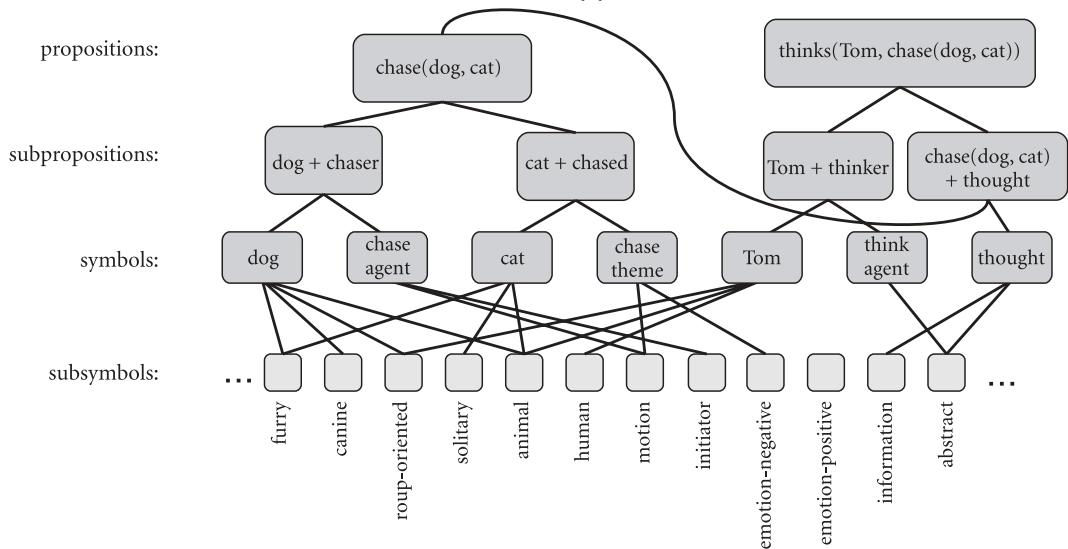 propositions:
chase(dog, cat)
thinks(Tom, chase(dog, cat))
subpropositions:
dog + chaser
cat + chased
Tom + thinker
chase(dog, cat)
+ thought
symbols:
dog
chase
agent
cat
chase
theme
Tom
think
agent
thought
subsymbols:
...
...
furry
canine
roup-oriented
solitary
animal
human
motion
initiator
emotion-negative
emotion-positive
information
abstract